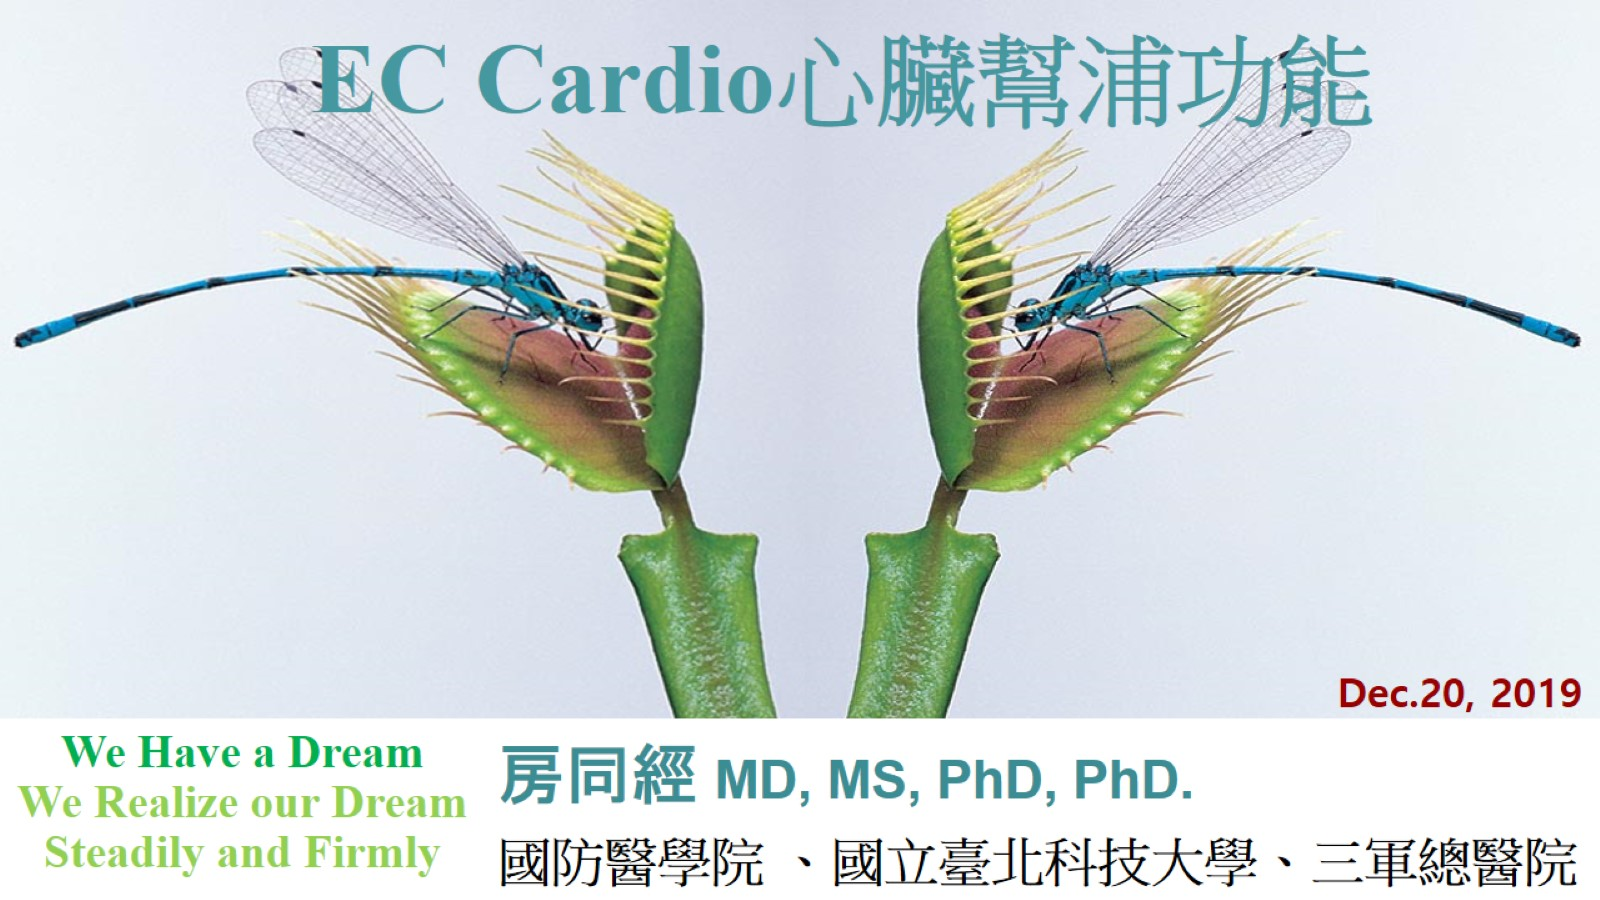 EC Cardio心臟幫浦功能
Dec.20, 2019
We Have a Dream
We Realize our Dream
Steadily and Firmly
房同經 MD, MS, PhD, PhD.
國防醫學院 、國立臺北科技大學、三軍總醫院